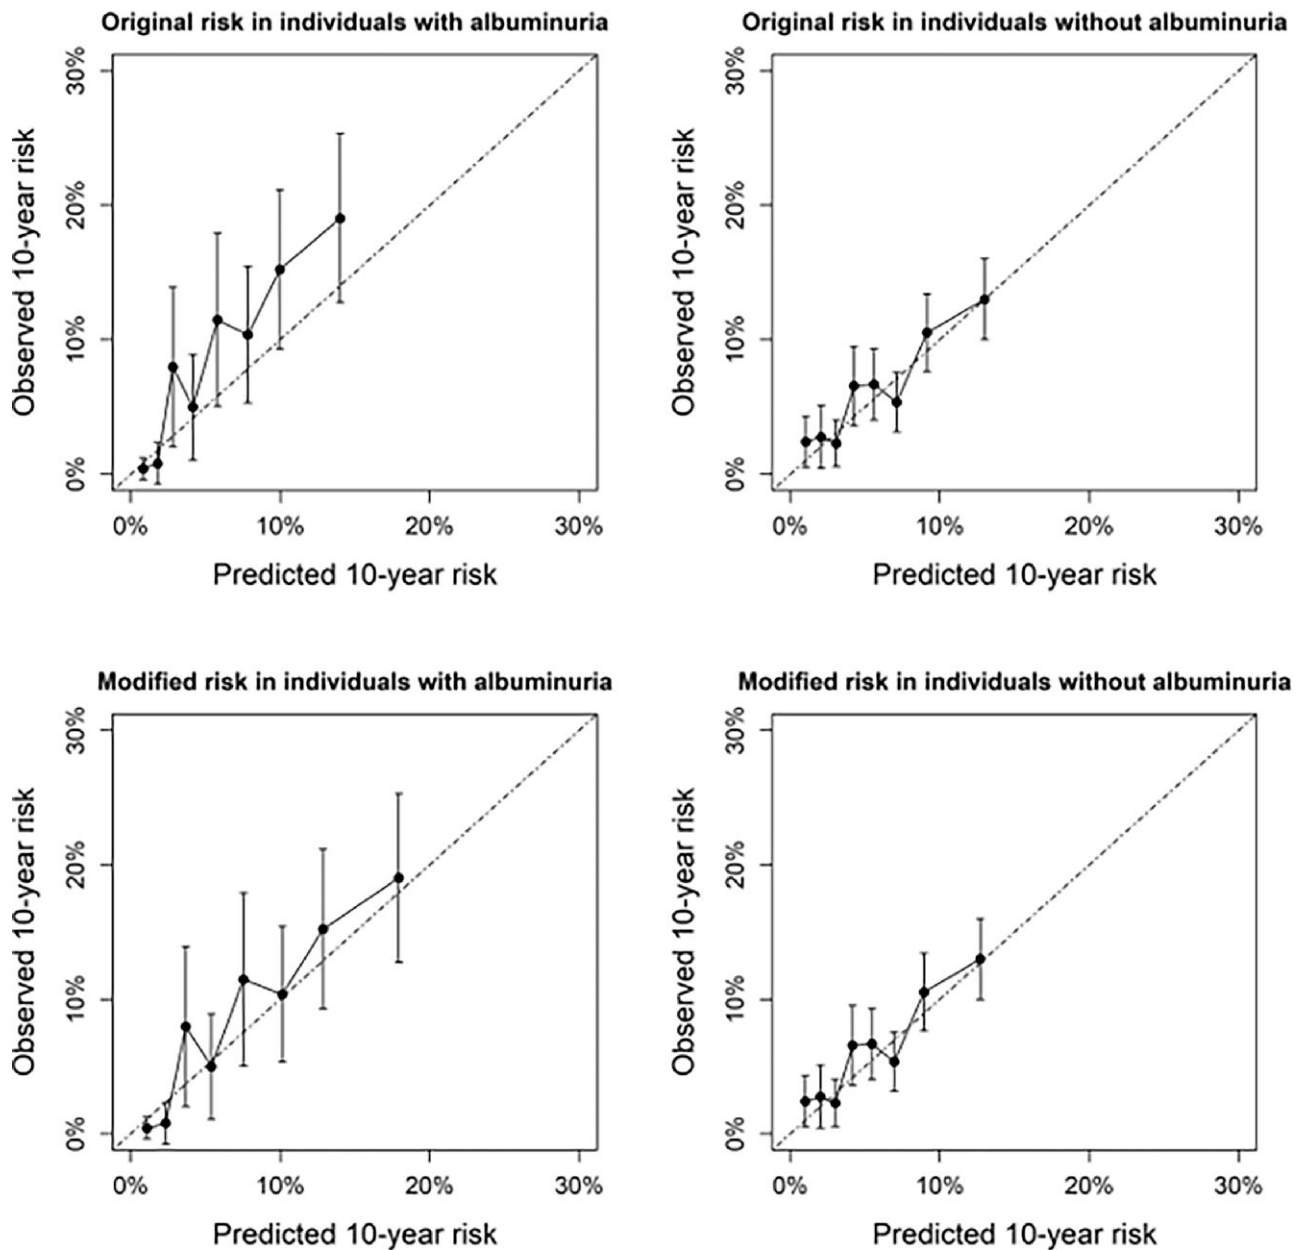 Original risk in individuals with albuminuria
Observed 10-year risk
30%
20%
10%
0%
0% 10% 20% 30%
Predicted 10-year risk
Original risk in individuals without albuminuria
Observed 10-year risk
30%
20%
10%
0%
0% 10% 20% 30%
Predicted 10-year risk
Modified risk in individuals with albuminuria
Observed 10-year risk
30%
20%
10%
0%
0% 10% 20% 30%
Predicted 10-year risk
Modified risk in individuals without albuminuria
Observed 10-year risk
30%
20%
10%
0%
0% 10% 20% 30%
Predicted 10-year risk